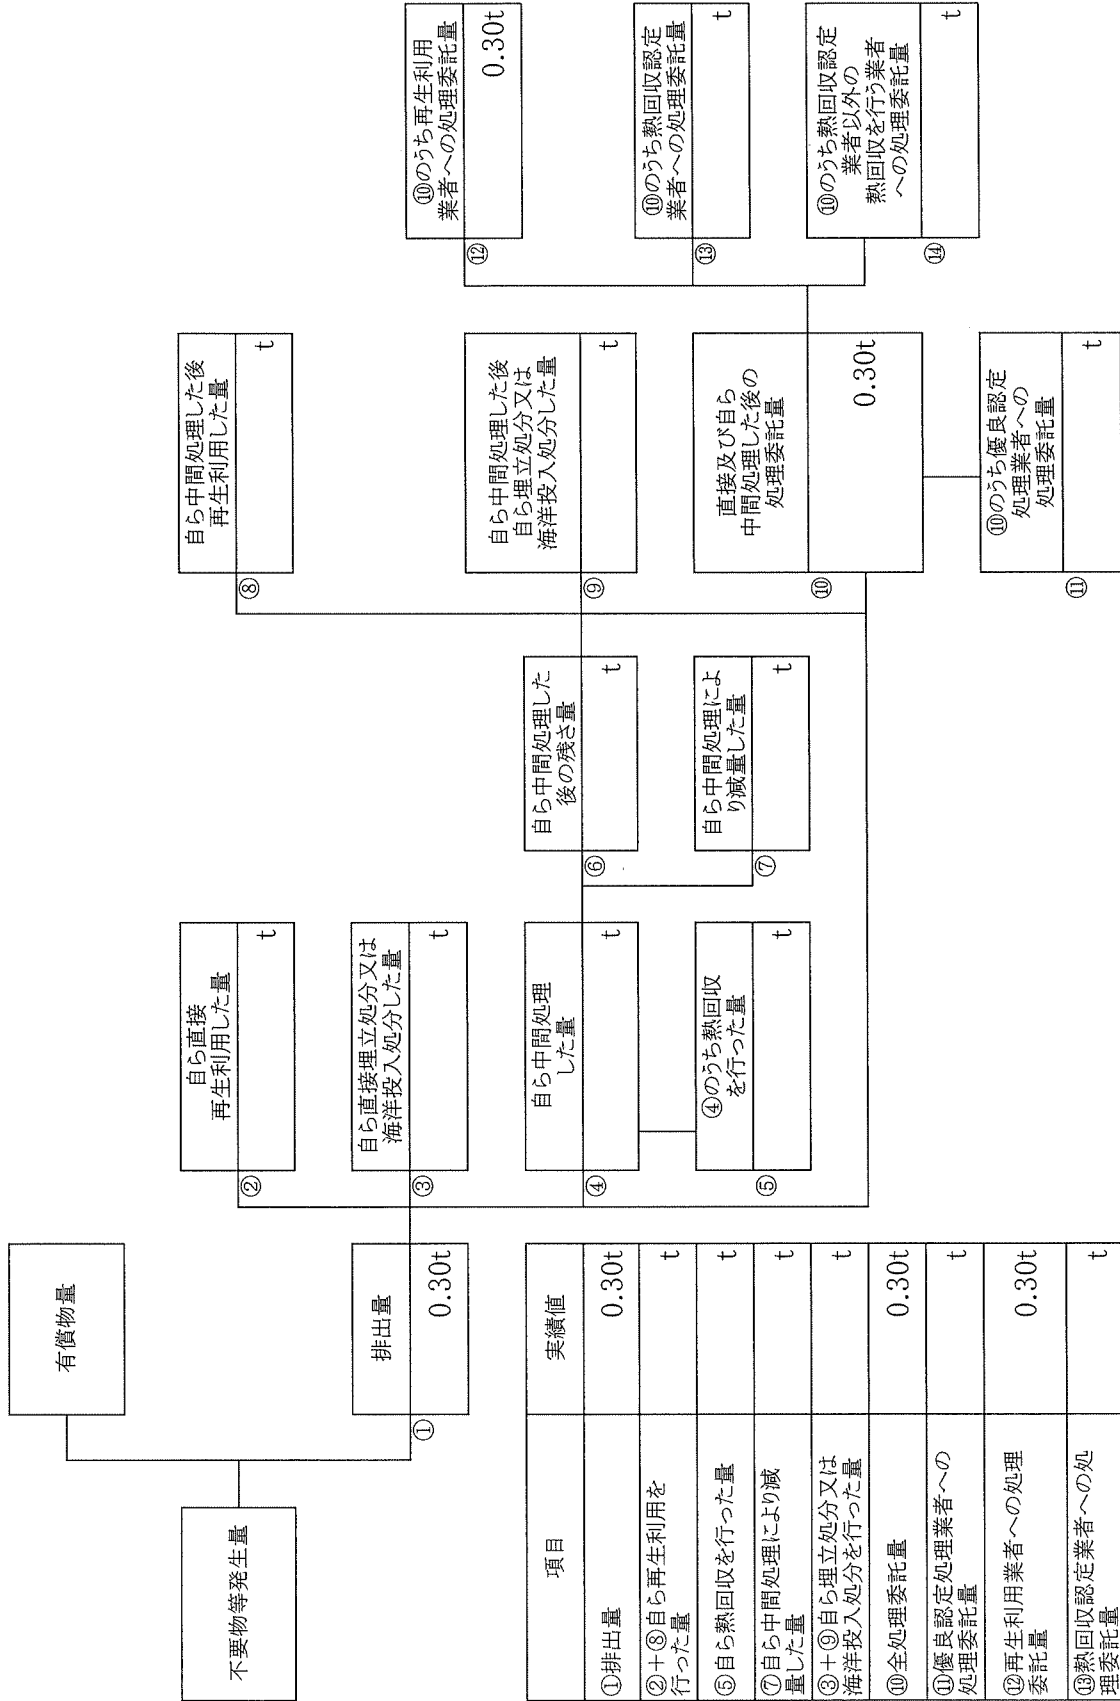 不要物等発生量
有償物量
①
排出量
0.30t
②
自ら直接
再生利用した量
t
③
自ら直接埋立処分又は
海洋投入処分した量
t
④
自ら中間処理
した量
t
⑤
④のうち熱回収
を行った量
t
⑥
自ら中間処理した
後の残さ量
t
⑦
自ら中間処理によ
り減量した量
t
⑧
自ら中間処理した後
再生利用した量
t
⑨
自ら中間処理した後
自ら埋立処分又は
海洋投入処分した量
t
⑩
直接及び自ら
中間処理した後の
処理委託量
0.30t
⑪
⑩のうち優良認定
処理業者への
処理委託量
t
⑫
⑩のうち再生利用
業者への処理委託量
0.30t
⑬
⑩のうち熱回収認定
業者への処理委託量
t
⑭
⑩のうち熱回収認定
業者以外の
熱回収を行う業者
への処理委託量
t
項目 実績値
①排出量 0.30t
②＋⑧自ら再生利用を
行った量 t
⑤自ら熱回収を行った量 t
⑦自ら中間処理により減
量した量 t
③＋⑨自ら埋立処分又は
海洋投入処分を行った量 t
⑩全処理委託量 0.30t
⑪優良認定処理業者への
処理委託量 t
⑫再生利用業者への処理
委託量 0.30t
⑬熱回収認定業者への処
理委託量 t